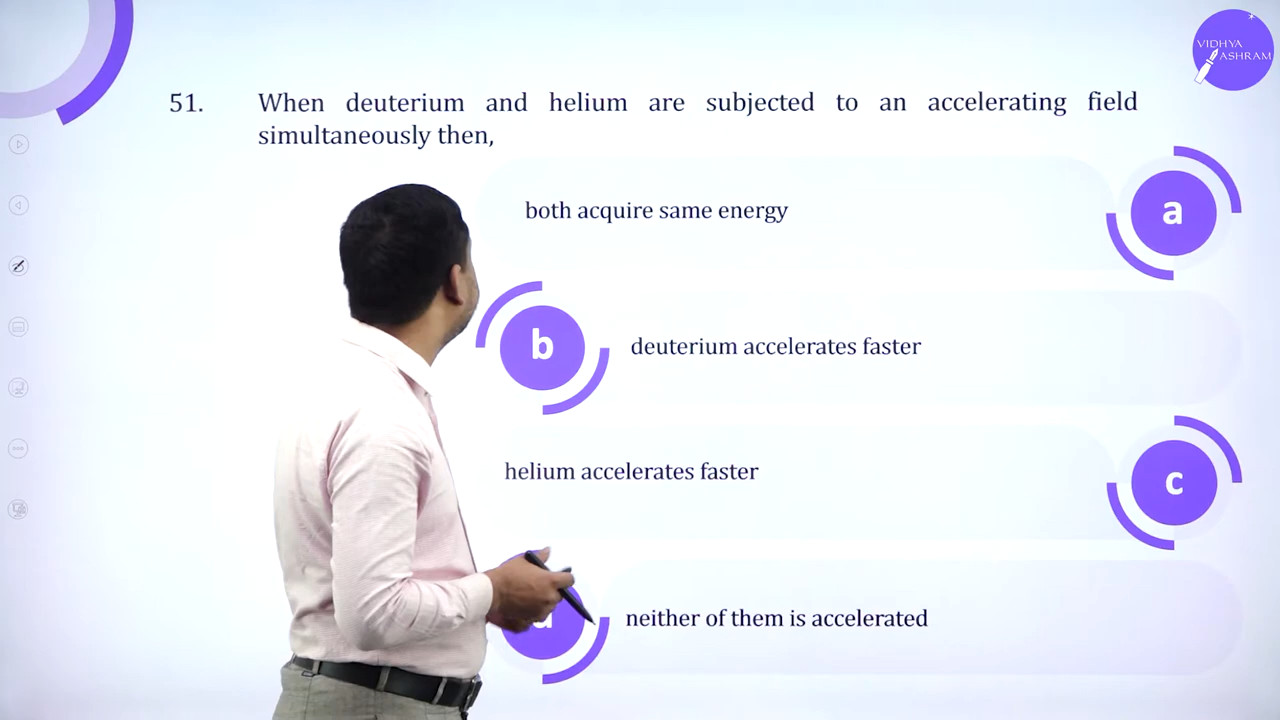 VIDHYA
ASHRAM
51. When deuterium and helium are subjected to an accelerating field
simultaneously then,
both acquire same energy a
b deuterium accelerates faster
helium accelerates faster c
neither of them is accelerated